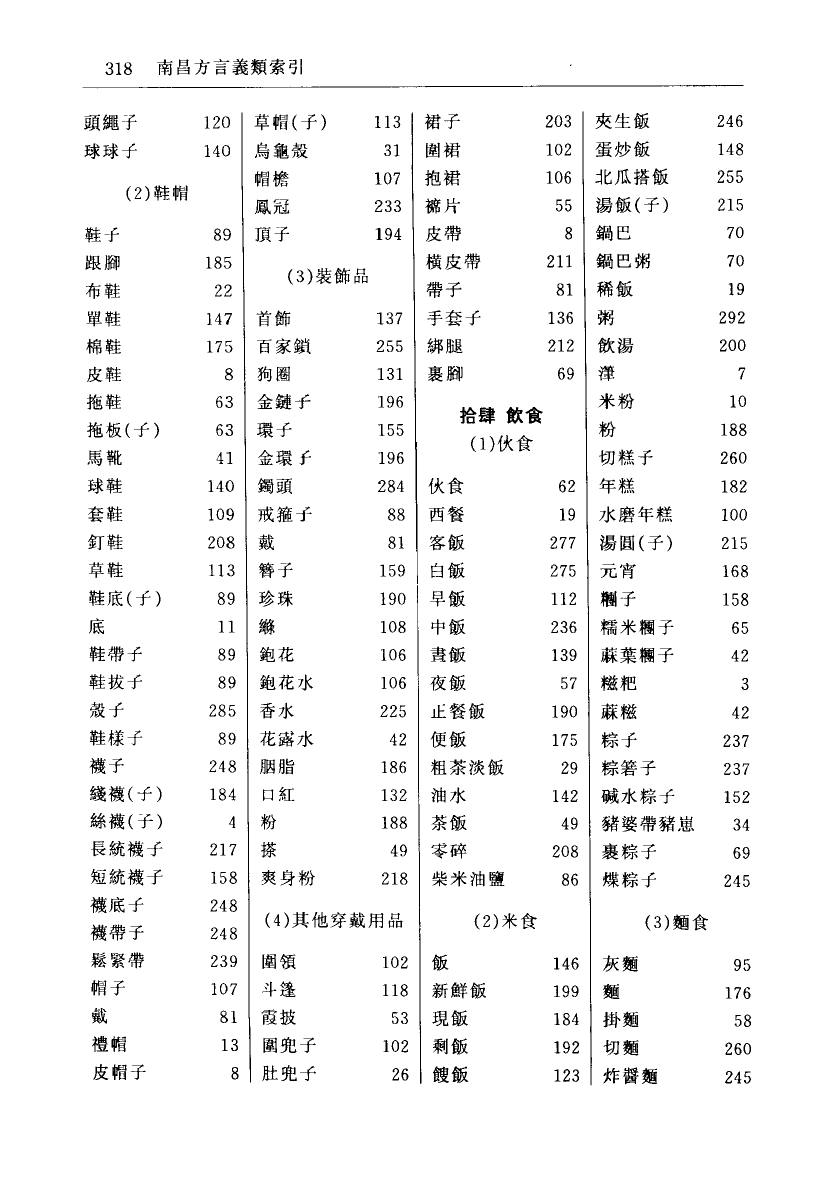 318 南昌方言義類索引
頭繩子 120
球球子 140
(2)鞋帽
鞋子 89
跟腳 185
布鞋 22
單鞋 147
棉鞋 175
皮鞋 8
拖鞋 63
拖板(子) 63
馬靴 41
球鞋 140
套鞋 109
釘鞋 208
草鞋 113
鞋底(子) 89
底 11
鞋帶子 89
鞋拔子 89
殼子 285
鞋樣子 89
襪子 248
綫襪(子) 184
絲襪(子) 4
長統襪子 217
短統襪子 158
襪底子 248
襪帶子 248
鬆緊帶 239
帽子 107
戴 81
禮帽 13
皮帽子 8
草帽(子) 113
烏龜殼 31
帽檐 107
鳳冠 233
頂子 194
(3)裝飾品
首飾 137
百家鎖 255
狗圈 131
金鏈子 196
環子 155
金環子 196
鐲頭 284
戒箍子 88
戴 81
簪子 159
珍珠 190
縧 108
鉋花 106
鉋花水 106
香水 225
花露水 42
胭脂 186
口紅 132
粉 188
搽 49
爽身粉 218
(4)其他穿戴用品
圍領 102
斗篷 118
霞披 53
圍兜子 102
肚兜子 26
裙子 203
圍裙 102
抱裙 106
褯片 55
皮帶 8
橫皮帶 211
帶子 81
手套子 136
綁腿 212
裹腳 69
拾肆 飲食
(1)伙食
伙食 62
西餐 19
客飯 277
白飯 275
早飯 112
中飯 236
晝飯 139
夜飯 57
正餐飯 190
便飯 175
粗茶淡飯 29
油水 142
茶飯 49
零碎 208
柴米油鹽 86
(2)米食
飯 146
新鮮飯 199
現飯 184
剩飯 192
餿飯 123
夾生飯 246
蛋炒飯 148
北瓜搭飯 255
湯飯(子) 215
鍋巴 70
鍋巴粥 70
稀飯 19
粥 292
飲湯 200
滗 7
米粉 10
粉 188
切糕子 260
年糕 182
水磨年糕 100
湯圓(子) 215
元宵 168
糰子 158
糯米糰子 65
蔴葉糰子 42
糍粑 3
蔴糍 42
粽子 237
粽箬子 237
碱水粽子 152
豬婆帶豬崽 34
裹粽子 69
煠粽子 245
(3)麵食
灰麵 95
麵 176
掛麵 58
切麵 260
炸醬麵 245